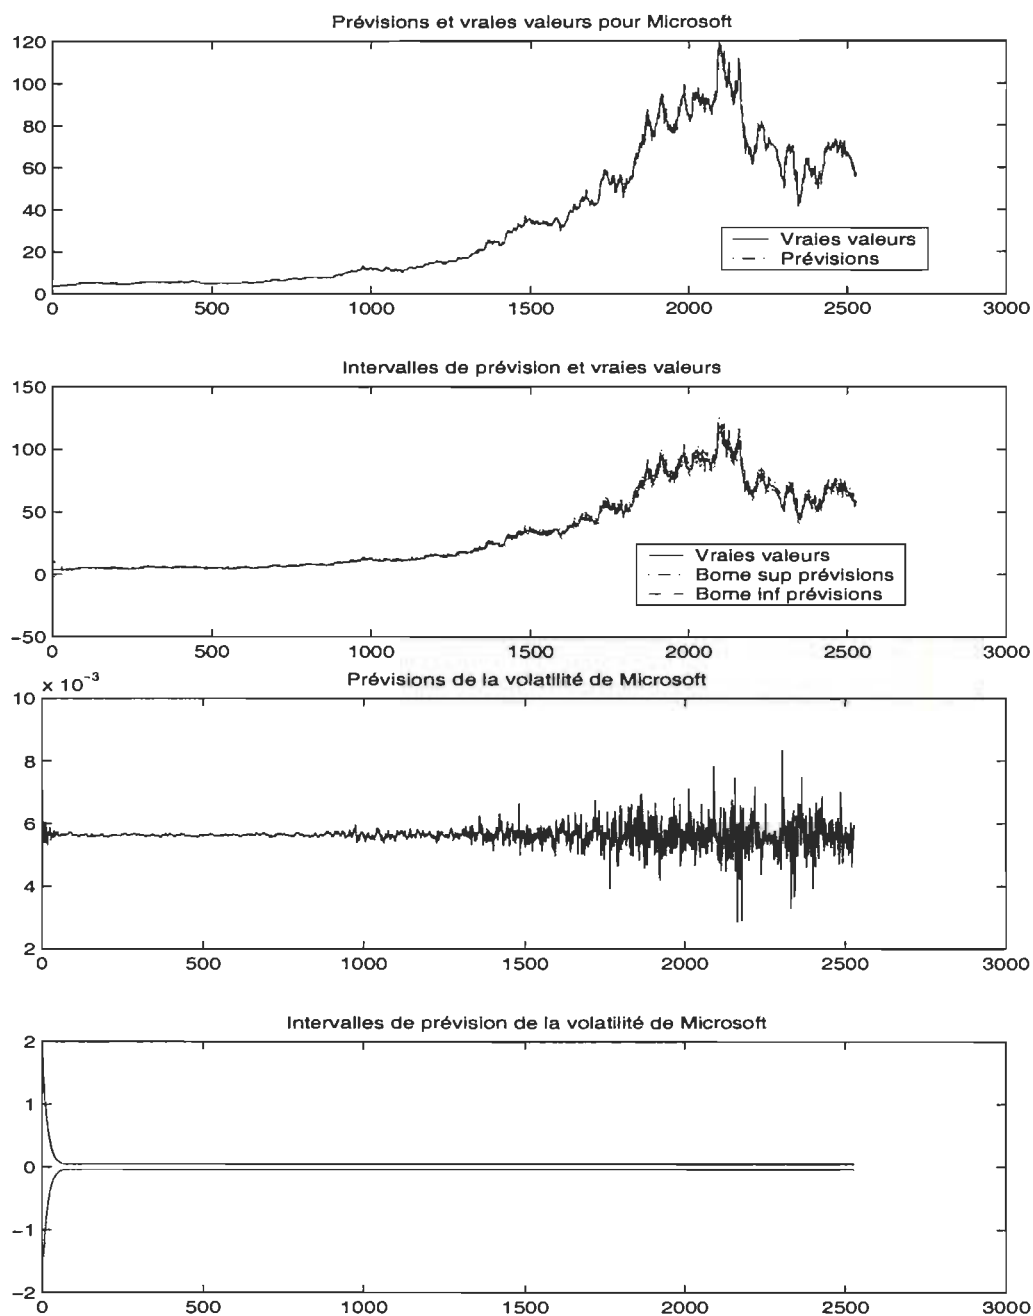 Prévisions et vraies valeurs pour Microsoft
120
100
80
60
40
20
0
Vraies valeurs
Prévisions
0 500 1000 1500 2000 2500 3000
Intervalles de prévision et vraies valeurs
150
100
50
0
-50
Vraies valeurs
Borne sup prévisions
Borne inf prévisions
0 500 1000 1500 2000 2500 3000
x 10^-3
Prévisions de la volatilité de Microsoft
10
8
6
4
2
0 500 1000 1500 2000 2500 3000
Intervalles de prévision de la volatilité de Microsoft
2
1
0
-1
-2
0 500 1000 1500 2000 2500 3000